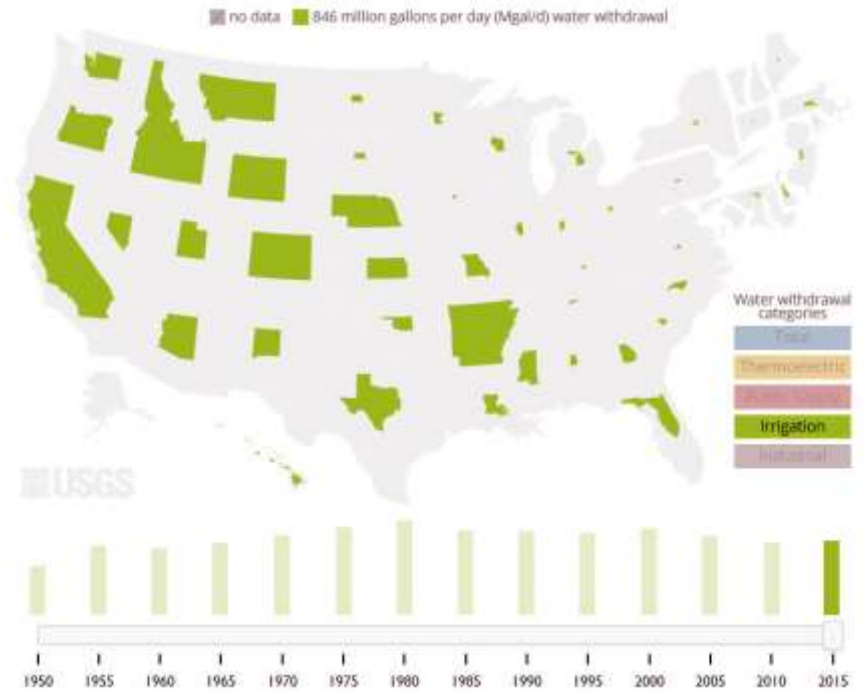 no data 846 million gallons per day (Mgal/d) water withdrawal
Water withdrawal
categories
Total
Thermoelectric
Public Supply
Irrigation
Industrial
USGS
1950 1955 1960 1965 1970 1975 1980 1985 1990 1995 2000 2005 2010 2015